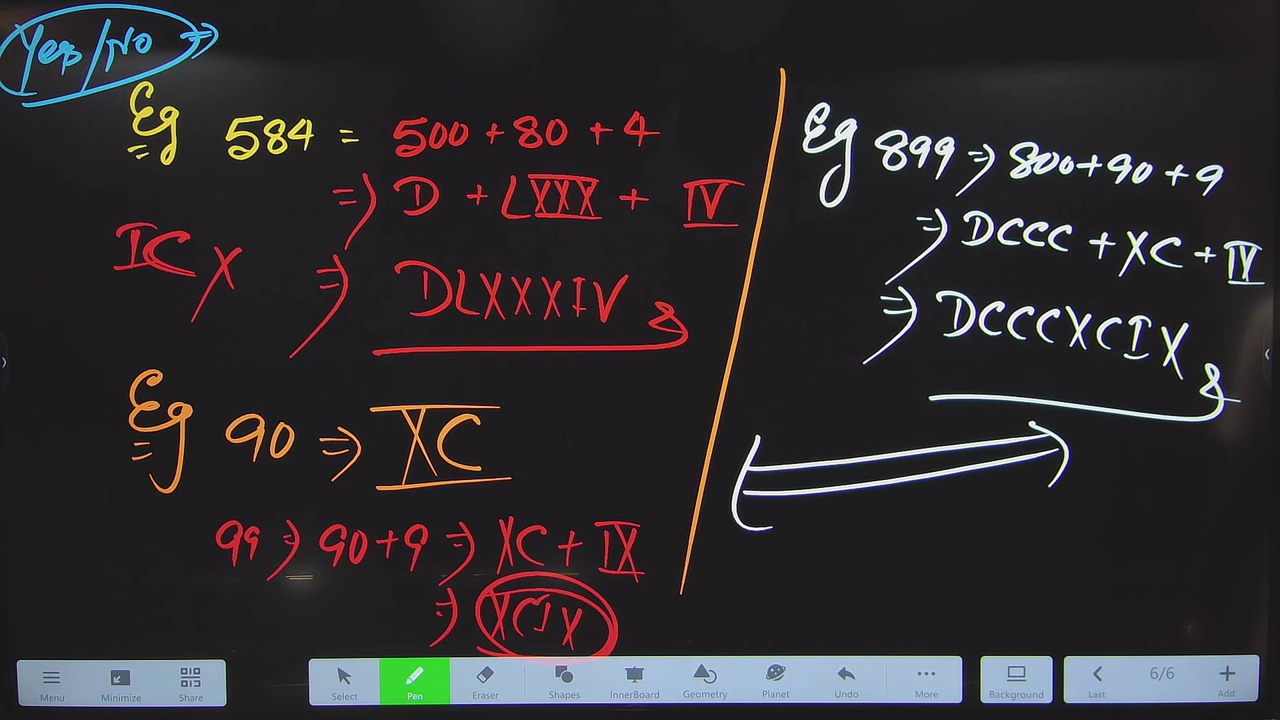 Yes/No ⇒
Eg 584 = 500 + 80 + 4
⇒ D + LXXX + IV
IC X
⇒ DLXXXIV
Eg 90 ⇒ XC
99 ⇒ 90 + 9 ⇒ XC + IX
⇒ XCIX
Eg 899 ⇒ 800 + 90 + 9
⇒ DCCC + XC + IX
⇒ DCCCXCIX
Menu Minimize Share Select Pen Eraser Shapes InnerBoard Geometry Planet Undo More Background Last 6/6 Add